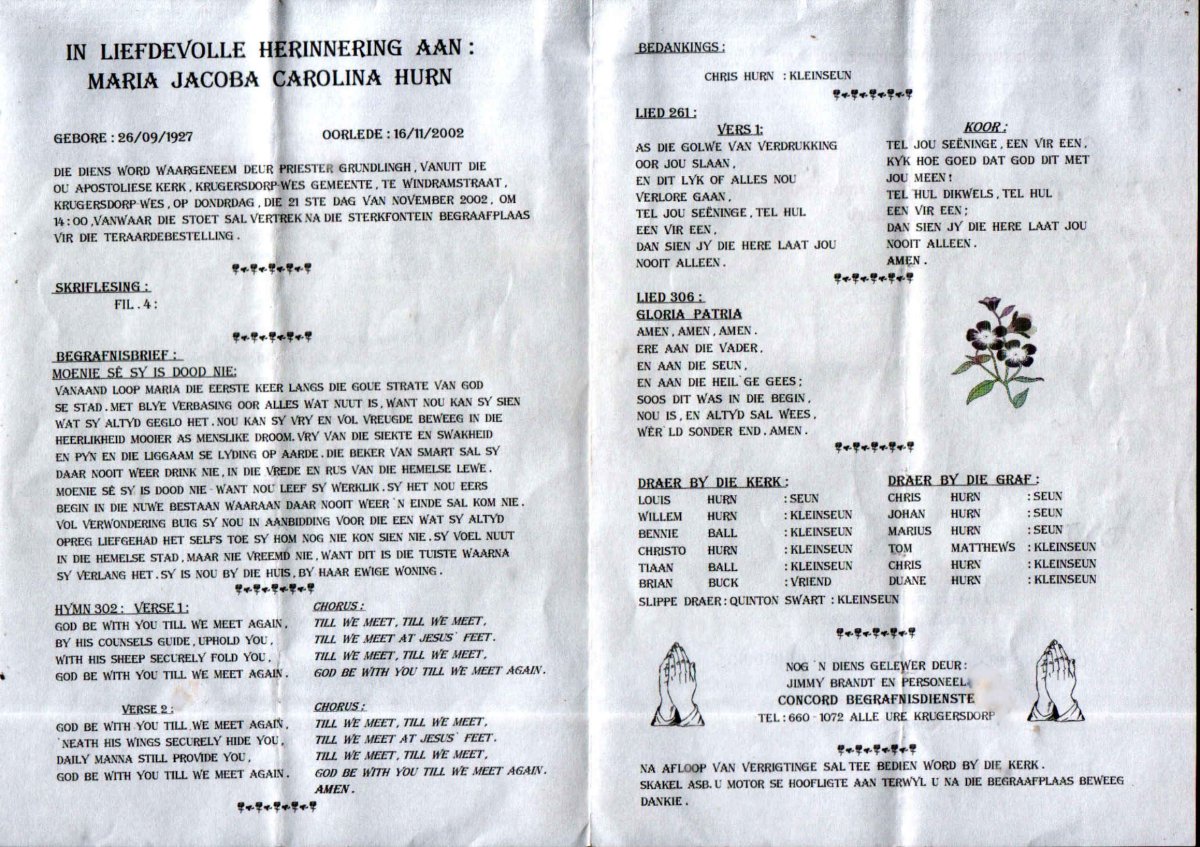 IN LIEFDEVOLLE HERINNERING AAN :
MARIA JACOBA CAROLINA HURN
GEBORE : 26/09/1927 OORLEDE : 16/11/2002
DIE DIENS WORD WAARGENEEM DEUR PRIESTER GRUNDLINGH, VANUIT DIE
OU APOSTOLIESE KERK, KRUGERSDORP-WES GEMEENTE, TE WINDRAMSTRAAT,
KRUGERSDORP-WES, OP DONDRDAG, DIE 21 STE DAG VAN NOVEMBER 2002, OM
14:00 ,VANWAAR DIE STOET SAL VERTREK NA DIE STERKFONTEIN BEGRAAFPLAAS
VIR DIE TERAARDEBESTELLING .
SKRIFLESING :
FIL . 4 :
BEGRAFNISBRIEF :
MOENIE SÊ SY IS DOOD NIE:
VANAAND LOOP MARIA DIE EERSTE KEER LANGS DIE GOUE STRATE VAN GOD
SE STAD . MET BLYE VERBASING OOR ALLES WAT NUUT IS , WANT NOU KAN SY SIEN
WAT SY ALTYD GEGLO HET . NOU KAN SY VRY EN VOL VREUGDE BEWEEG IN DIE
HEERLIKHEID MOOIER AS MENSLIKE DROOM. VRY VAN DIE SIEKTE EN SWAKHEID
EN PYN EN DIE LIGGAAM SE LYDING OP AARDE . DIE BEKER VAN SMART SAL SY
DAAR NOOIT WEER DRINK NIE , IN DIE VREDE EN RUS VAN DIE HEMELSE LEWE .
MOENIE SÊ SY IS DOOD NIE - WANT NOU LEEF SY WERKLIK . SY HET NOU EERS
BEGIN IN DIE NUWE BESTAAN WAARAAN DAAR NOOIT WEER 'N EINDE SAL KOM NIE .
VOL VERWONDERING BUIG SY NOU IN AANBIDDING VOOR DIE EEN WAT SY ALTYD
OPREG LIEFGEHAD HET SELFS TOE SY HOM NOG NIE KON SIEN NIE . SY VOEL NUUT
IN DIE HEMELSE STAD , MAAR NIE VREEMD NIE , WANT DIT IS DIE TUISTE WAARNA
SY VERLANG HET . SY IS NOU BY DIE HUIS , BY HAAR EWIGE WONING .
HYMN 302 : VERSE 1 :
GOD BE WITH YOU TILL WE MEET AGAIN ,
BY HIS COUNSELS GUIDE , UPHOLD YOU ,
WITH HIS SHEEP SECURELY FOLD YOU ,
GOD BE WITH YOU TILL WE MEET AGAIN .
CHORUS :
TILL WE MEET, TILL WE MEET ,
TILL WE MEET AT JESUS' FEET .
TILL WE MEET, TILL WE MEET ,
GOD BE WITH YOU TILL WE MEET AGAIN .
VERSE 2 :
GOD BE WITH YOU TILL WE MEET AGAIN ,
'NEATH HIS WINGS SECURELY HIDE YOU ,
DAILY MANNA STILL PROVIDE YOU ,
GOD BE WITH YOU TILL WE MEET AGAIN .
CHORUS :
TILL WE MEET, TILL WE MEET ,
TILL WE MEET AT JESUS' FEET .
TILL WE MEET, TILL WE MEET ,
GOD BE WITH YOU TILL WE MEET AGAIN .
AMEN .
BEDANKINGS :
CHRIS HURN : KLEINSEUN
LIED 261 :
VERS 1:
AS DIE GOLWE VAN VERDRUKKING
OOR JOU SLAAN ,
EN DIT LYK OF ALLES NOU
VERLORE GAAN ,
TEL JOU SEËNINGE , TEL HUL
EEN VIR EEN ,
DAN SIEN JY DIE HERE LAAT JOU
NOOIT ALLEEN .
KOOR :
TEL JOU SEËNINGE , EEN VIR EEN ,
KYK HOE GOED DAT GOD DIT MET
JOU MEEN !
TEL HUL DIKWELS , TEL HUL
EEN VIR EEN ;
DAN SIEN JY DIE HERE LAAT JOU
NOOIT ALLEEN .
AMEN .
LIED 306 :
GLORIA PATRIA
AMEN , AMEN , AMEN .
ERE AAN DIE VADER ,
EN AAN DIE SEUN ,
EN AAN DIE HEIL'GE GEES ;
SOOS DIT WAS IN DIE BEGIN ,
NOU IS , EN ALTYD SAL WEES ,
WÊR'LD SONDER END . AMEN .
DRAER BY DIE KERK :
LOUIS HURN : SEUN
WILLEM HURN : KLEINSEUN
BENNIE BALL : KLEINSEUN
CHRISTO HURN : KLEINSEUN
TIAAN BALL : KLEINSEUN
BRIAN BUCK : VRIEND
DRAER BY DIE GRAF :
CHRIS HURN : SEUN
JOHAN HURN : SEUN
MARIUS HURN : SEUN
TOM MATTHEWS : KLEINSEUN
CHRIS HURN : KLEINSEUN
DUANE HURN : KLEINSEUN
SLIPPE DRAER : QUINTON SWART : KLEINSEUN
NOG 'N DIENS GELEWER DEUR :
JIMMY BRANDT EN PERSONEEL
CONCORD BEGRAFNISDIENSTE
TEL : 660 - 1072 ALLE URE KRUGERSDORP
NA AFLOOP VAN VERRIGTINGE SAL TEE BEDIEN WORD BY DIE KERK .
SKAKEL ASB. U MOTOR SE HOOFLIGTE AAN TERWYL U NA DIE BEGRAAFPLAAS BEWEEG
DANKIE .